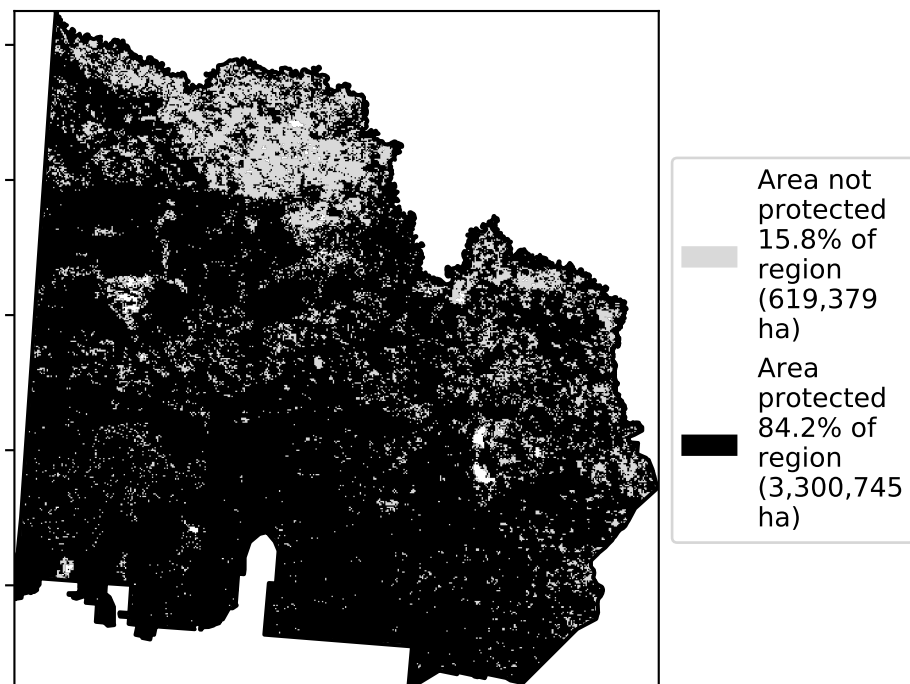 Area not
protected
15.8% of
region
(619,379
ha)
Area
protected
84.2% of
region
(3,300,745
ha)